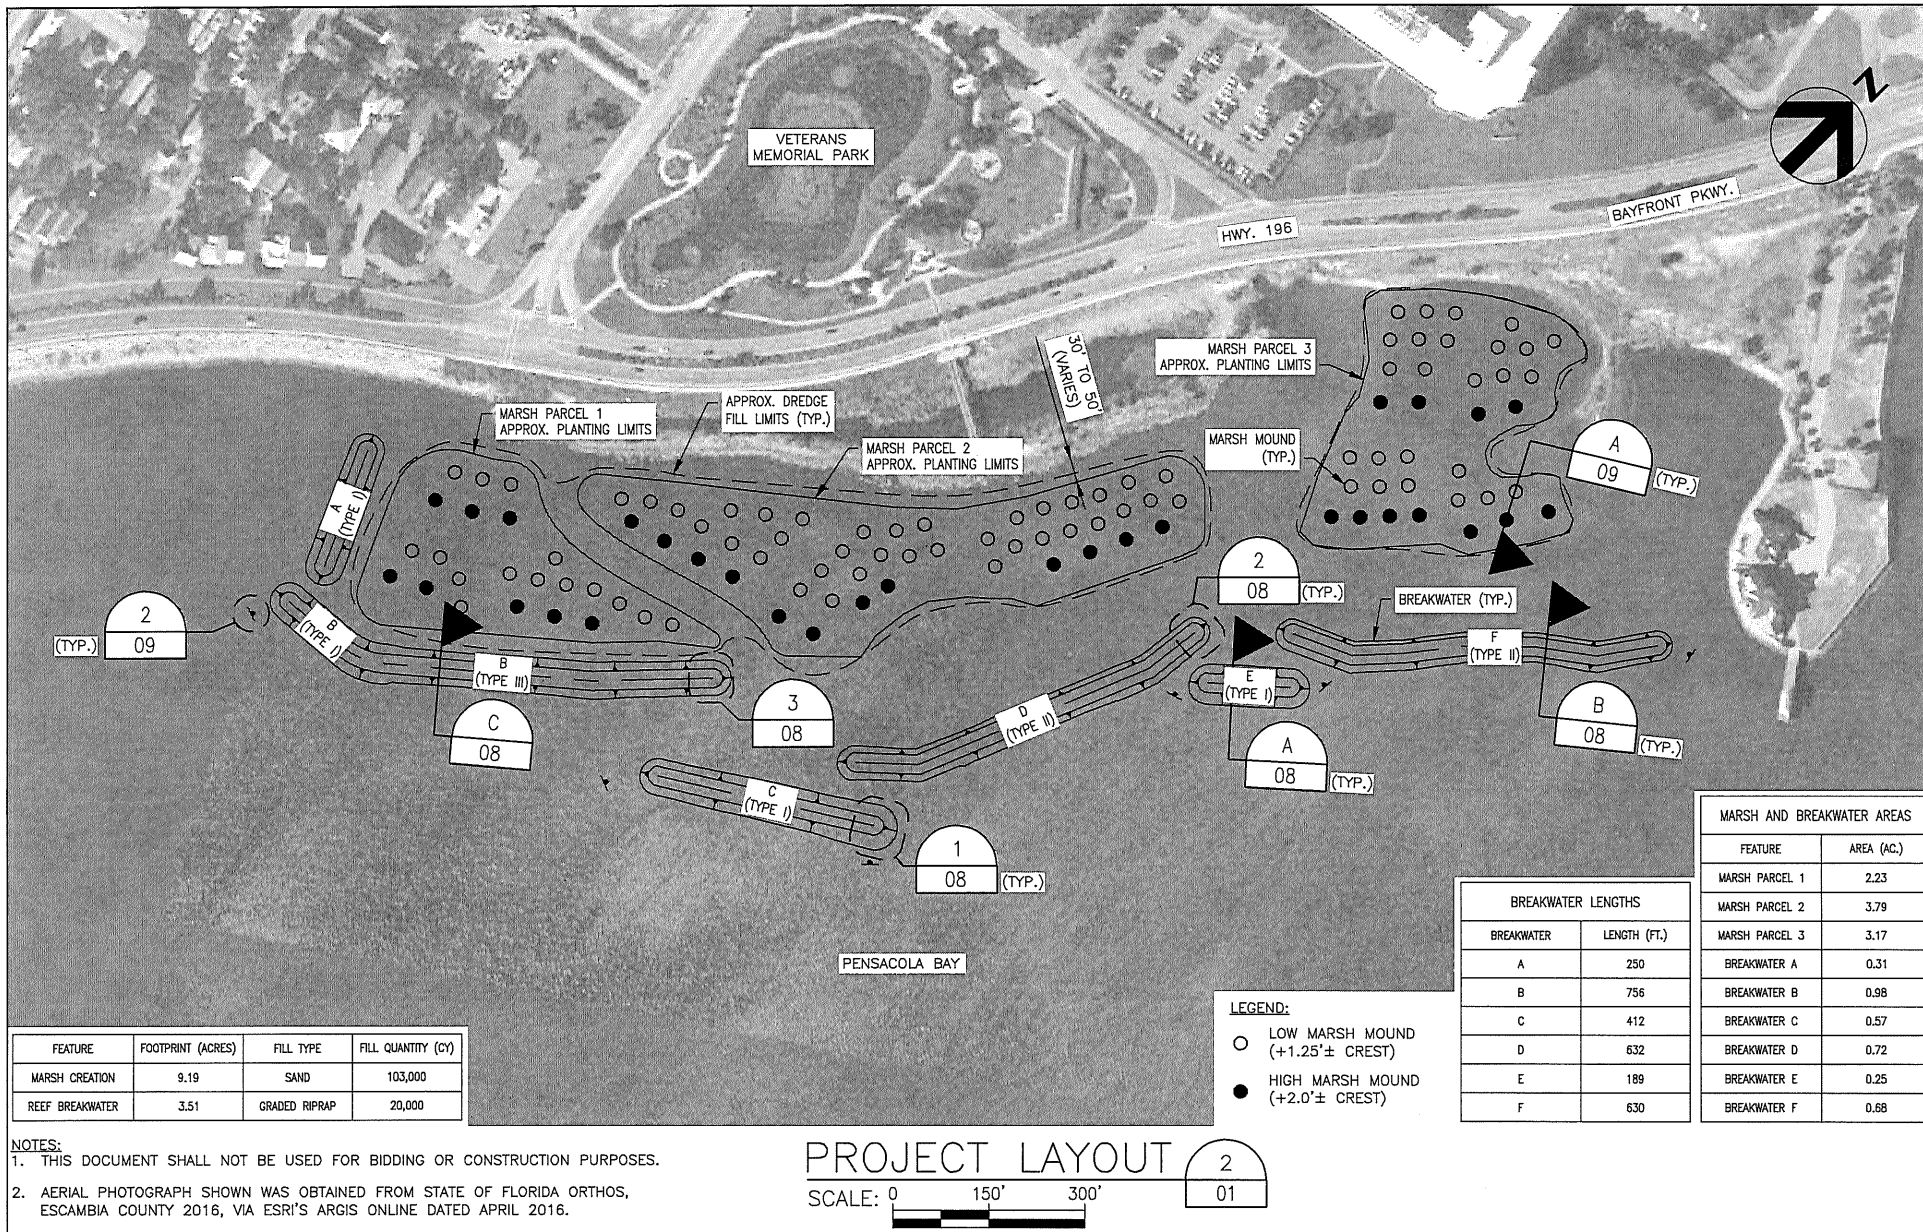 N
VETERANS
MEMORIAL PARK
HWY. 196
BAYFRONT PKWY.
30' TO 50'
(VARIES)
MARSH PARCEL 3
APPROX. PLANTING LIMITS
MARSH PARCEL 1
APPROX. PLANTING LIMITS
APPROX. DREDGE
FILL LIMITS (TYP.)
MARSH PARCEL 2
APPROX. PLANTING LIMITS
MARSH MOUND
(TYP.)
A
09
(TYP.)
A
(TYPE I)
2
08
(TYP.)
BREAKWATER (TYP.)
2
09
(TYP.)
B
(TYPE I)
B
(TYPE III)
F
(TYPE II)
E
(TYPE I)
3
08
C
08
D
(TYPE II)
A
08
(TYP.)
B
08
(TYP.)
C
(TYPE I)
1
08
(TYP.)
PENSACOLA BAY
MARSH AND BREAKWATER AREAS
FEATURE AREA (AC.)
MARSH PARCEL 1 2.23
MARSH PARCEL 2 3.79
MARSH PARCEL 3 3.17
BREAKWATER A 0.31
BREAKWATER B 0.98
BREAKWATER C 0.57
BREAKWATER D 0.72
BREAKWATER E 0.25
BREAKWATER F 0.68
BREAKWATER LENGTHS
BREAKWATER LENGTH (FT.)
A 250
B 756
C 412
D 632
E 189
F 630
LEGEND:
LOW MARSH MOUND
(+1.25'± CREST)
HIGH MARSH MOUND
(+2.0'± CREST)
FEATURE FOOTPRINT (ACRES) FILL TYPE FILL QUANTITY (CY)
MARSH CREATION 9.19 SAND 103,000
REEF BREAKWATER 3.51 GRADED RIPRAP 20,000
NOTES:
1. THIS DOCUMENT SHALL NOT BE USED FOR BIDDING OR CONSTRUCTION PURPOSES.
2. AERIAL PHOTOGRAPH SHOWN WAS OBTAINED FROM STATE OF FLORIDA ORTHOS,
ESCAMBIA COUNTY 2016, VIA ESRI'S ARGIS ONLINE DATED APRIL 2016.
PROJECT LAYOUT
2
01
SCALE: 0 150' 300'